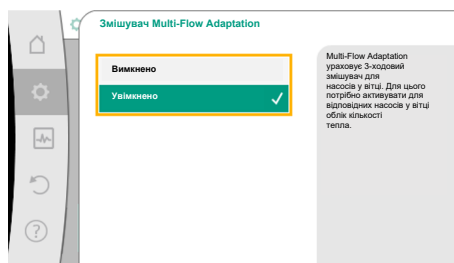 Змішувач Multi-Flow Adaptation
Вимкнено
Увімкнено
Multi-Flow Adaptation
ураховує 3-ходовий
змішувач для
насосів у вітці. Для цього
потрібно активувати для
відповідних насосів у вітці
облік кількості
тепла.